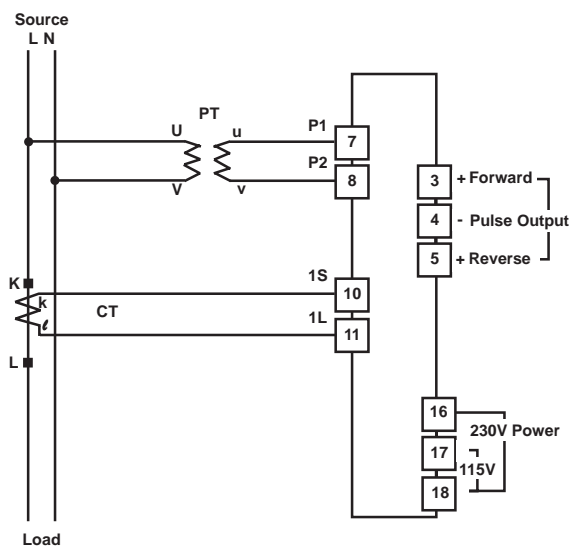 Source
L N
PT
U
u
P1
7
P2
8
V
v
3
+ Forward
4
- Pulse Output
5
+ Reverse
K
k
1S
10
CT
ℓ
1L
11
L
16
230V Power
17
115V
18
Load